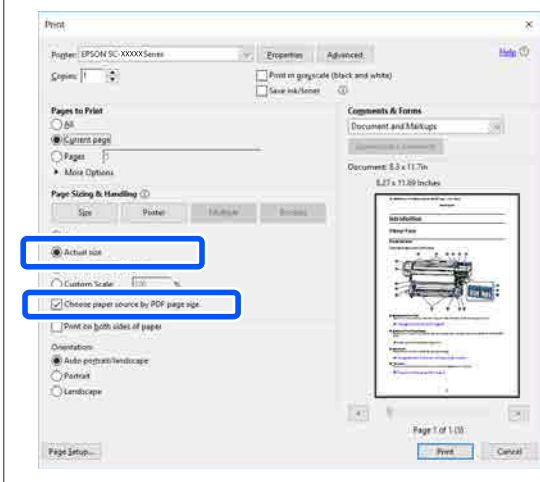 Print
Printer: EPSON SC-XXXXX Series
Properties
Advanced
Help
Copies: 1
Print in grayscale (black and white)
Save ink/toner
Pages to Print
All
Current page
Pages
More Options
Comments & Forms
Document and Markups
Summarize Comments
Document: 8.3 x 11.7in
8.27 x 11.69 Inches
Page Sizing & Handling
Size
Poster
Multiple
Booklet
Actual size
Custom Scale: 100 %
Choose paper source by PDF page size
Print on both sides of paper
Orientation:
Auto portrait/landscape
Portrait
Landscape
Introduction
Page 1 of 1 (3)
Page Setup...
Print
Cancel